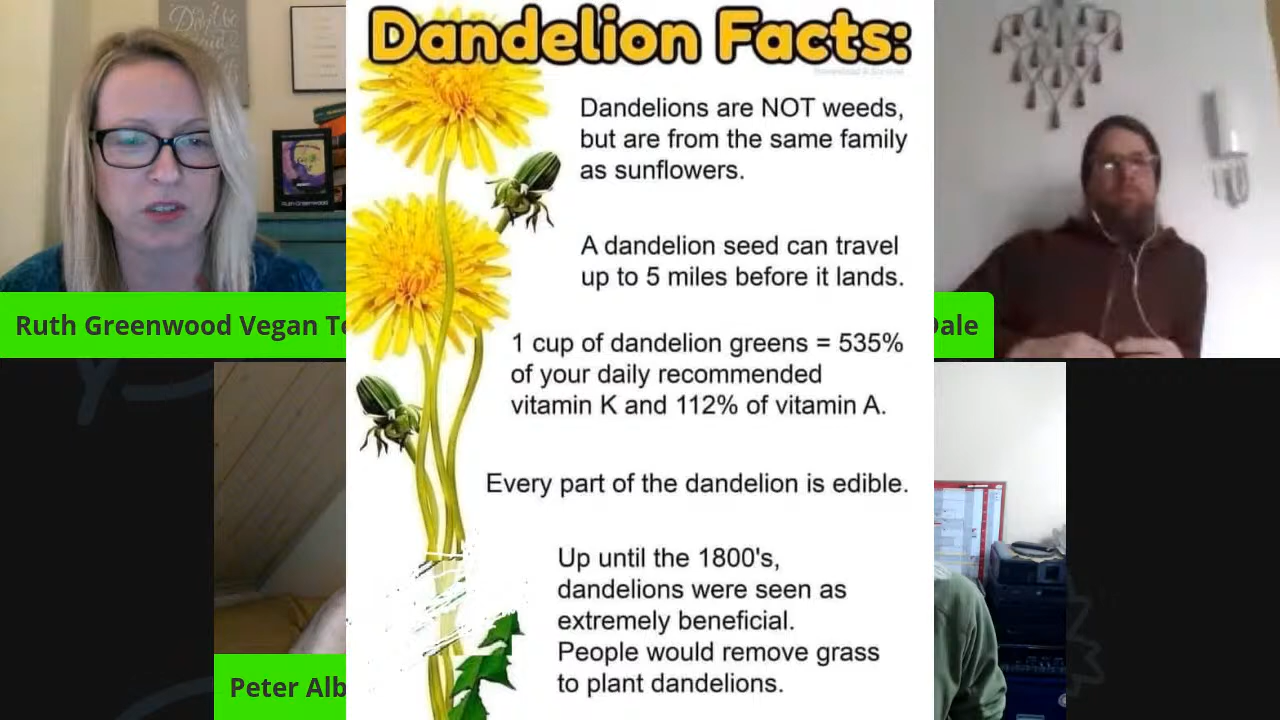 Dandelion Facts:
Dandelions are NOT weeds,
but are from the same family
as sunflowers.
A dandelion seed can travel
up to 5 miles before it lands.
1 cup of dandelion greens = 535%
of your daily recommended
vitamin K and 112% of vitamin A.
Every part of the dandelion is edible.
Up until the 1800's,
dandelions were seen as
extremely beneficial.
People would remove grass
to plant dandelions.
Ruth Greenwood Vegan
Dale
Peter Alb
Ruth Greenwood